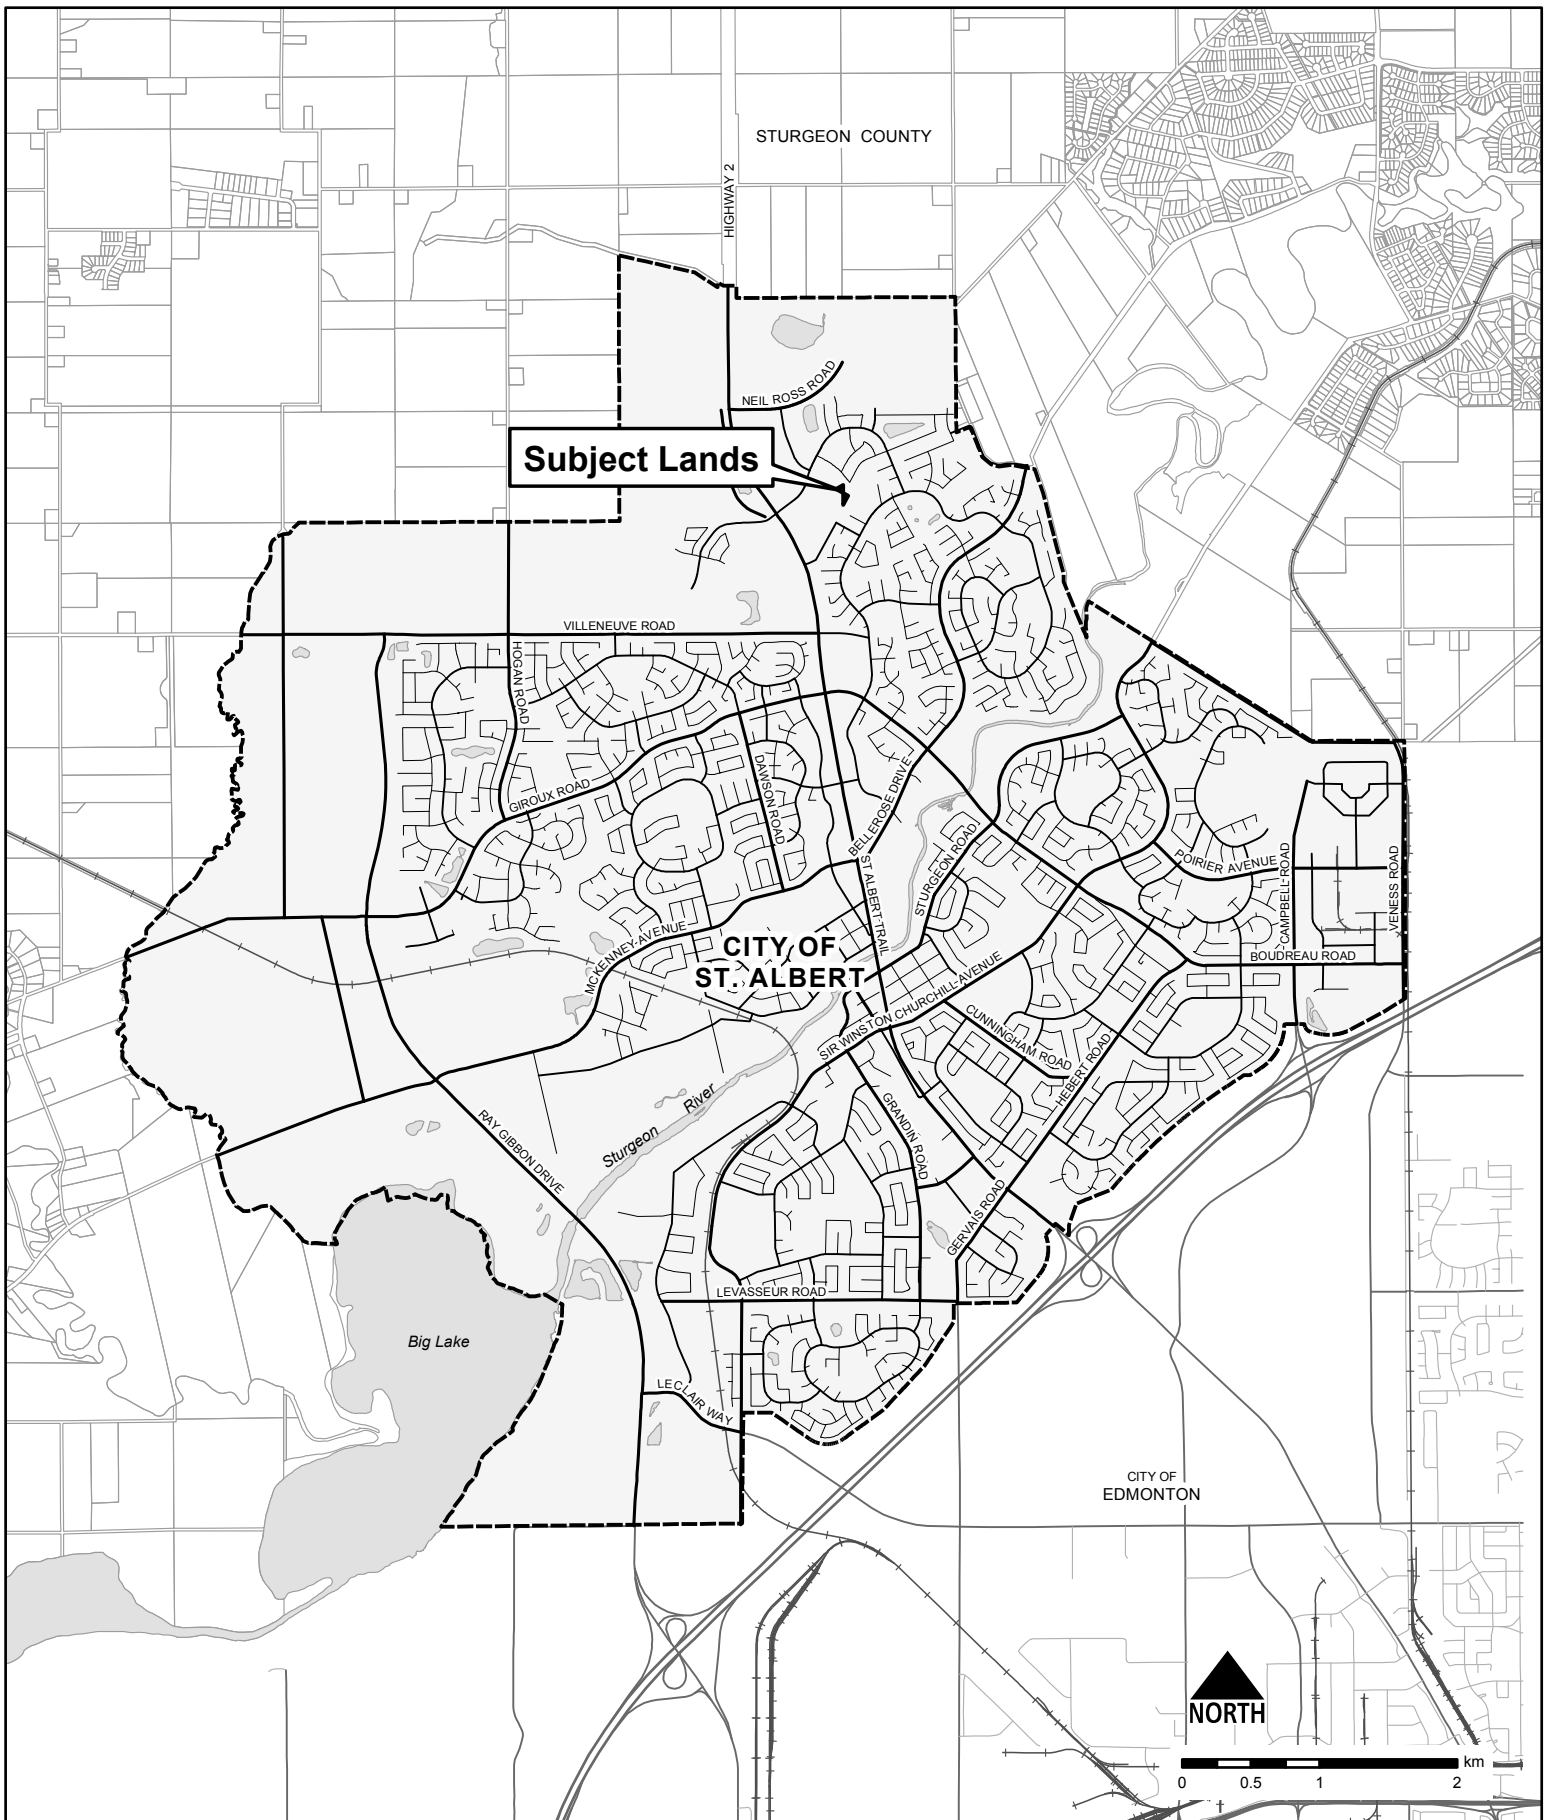 STURGEON COUNTY
HIGHWAY 2
NEIL ROSS ROAD
Subject Lands
VILLENEUVE ROAD
HOGAN ROAD
GIROUX ROAD
DAWSON ROAD
BELLEROSE DRIVE
ST ALBERT TRAIL
STURGEON ROAD
POIRIER AVENUE
CAMPBELL ROAD
VENESS ROAD
MCKENNEY AVENUE
CITY OF
ST. ALBERT
BOUDREAU ROAD
SIR WINSTON CHURCHILL AVENUE
CUNNINGHAM ROAD
HEBERT ROAD
RAY GIBBON DRIVE
Sturgeon River
GRANDIN ROAD
GERVAIS ROAD
LEVASSEUR ROAD
Big Lake
LECLAIR WAY
CITY OF
EDMONTON
NORTH
km
0 0.5 1 2